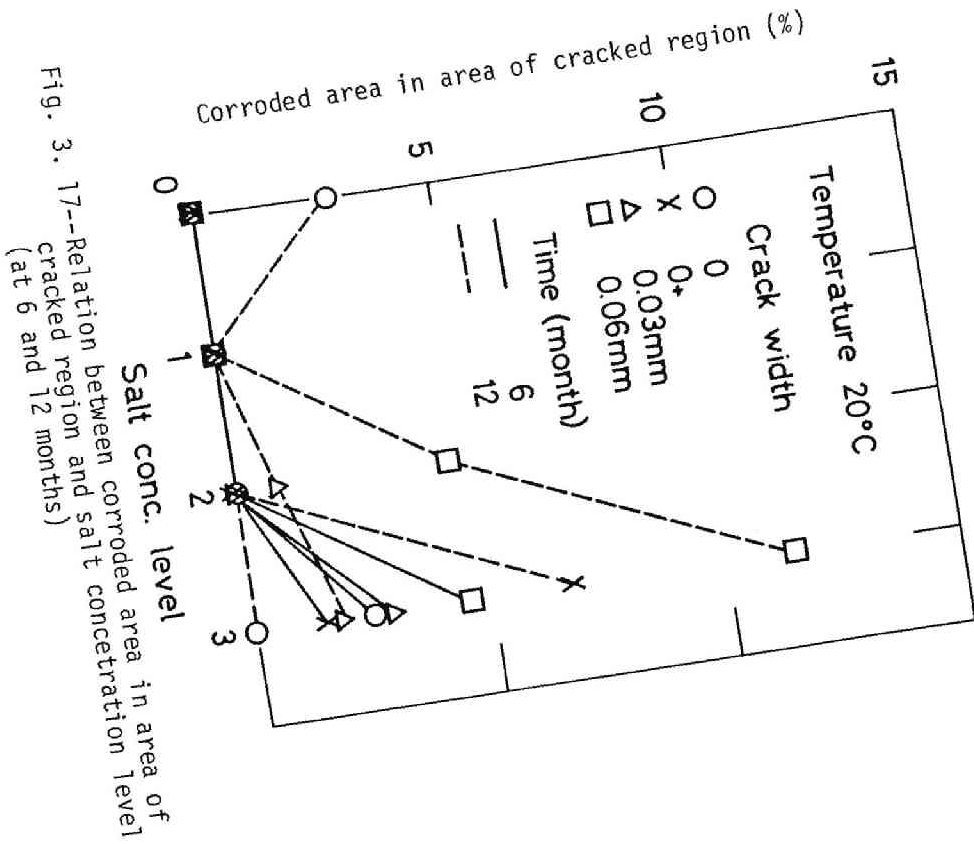 Corroded area in area of cracked region (%)
15
10
5
0
Temperature 20°C
Crack width
O 0
X 0+
△ 0.03mm
□ 0.06mm
Time (month)
—— 6
--- 12
1
2
3
Salt conc. level
Fig. 3. 17--Relation between corroded area in area of
cracked region and salt concetration level
(at 6 and 12 months)